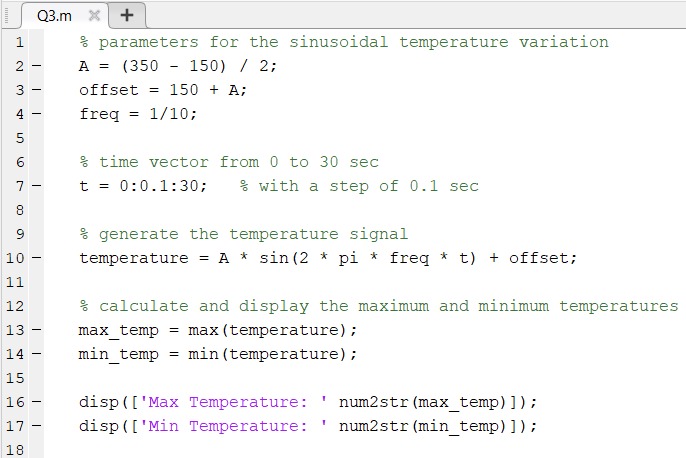 Q3.m × +
1 % parameters for the sinusoidal temperature variation
2 – A = (350 - 150) / 2;
3 – offset = 150 + A;
4 – freq = 1/10;
5
6 % time vector from 0 to 30 sec
7 – t = 0:0.1:30; % with a step of 0.1 sec
8
9 % generate the temperature signal
10 – temperature = A * sin(2 * pi * freq * t) + offset;
11
12 % calculate and display the maximum and minimum temperatures
13 – max_temp = max(temperature);
14 – min_temp = min(temperature);
15
16 – disp(['Max Temperature: ' num2str(max_temp)]);
17 – disp(['Min Temperature: ' num2str(min_temp)]);
18